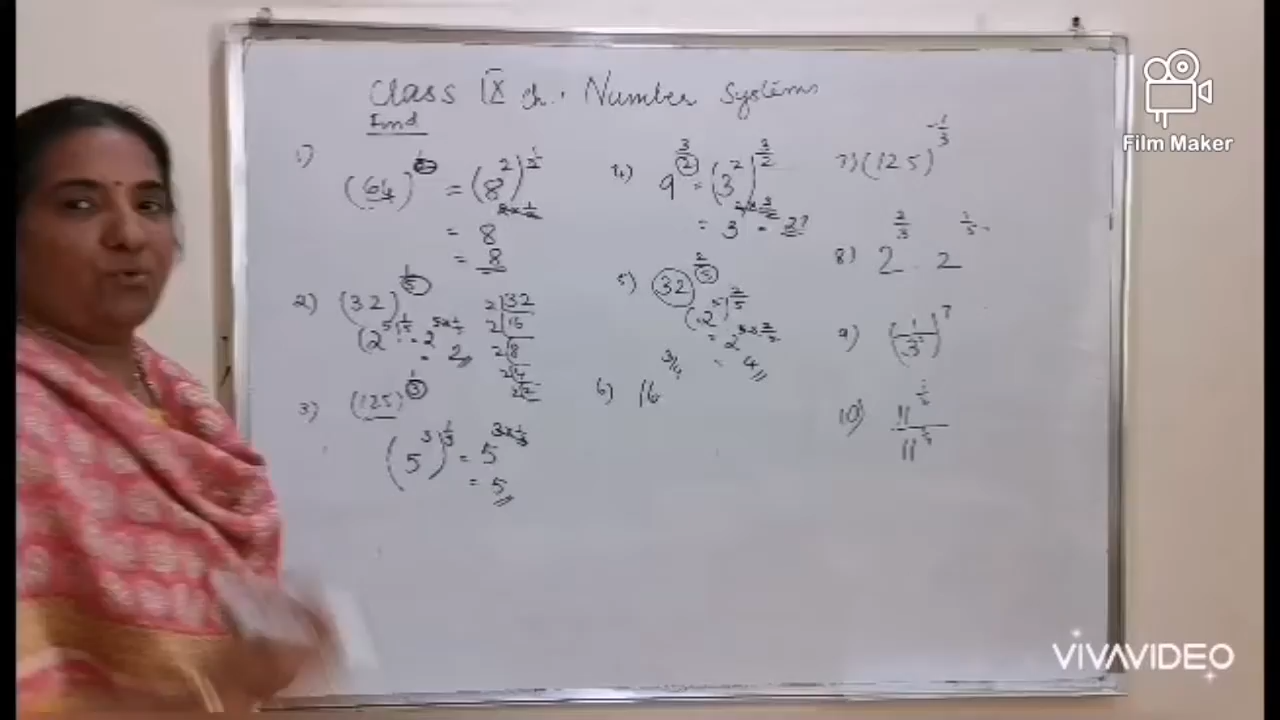 Class IX Ch. Number Systems
1) (64)^(1/2) = (8^2)^(1/2)
= 8^(2×1/2)
= 8
2) (32)^(1/5)
(2^5)^(1/5) = 2^(5×1/5)
= 2
2|32
2|16
2|8
2|4
2|2
3) (125)^(1/3)
(5^3)^(1/3) = 5^(3×1/3)
= 5
9^(3/2) = (3^2)^(3/2)
= 3^(2×3/2) = 27
5) 32^(2/5)
(2^5)^(2/5)
= 2^(5×2/5)
= 4
6) 16^(3/4)
7) (125)^(-1/3)
8) 2^(2/3) . 2^(1/5)
9) (1/3^3)^7
10) 11^(1/2)
11^(1/4)
Film Maker
VIVAVIDEO